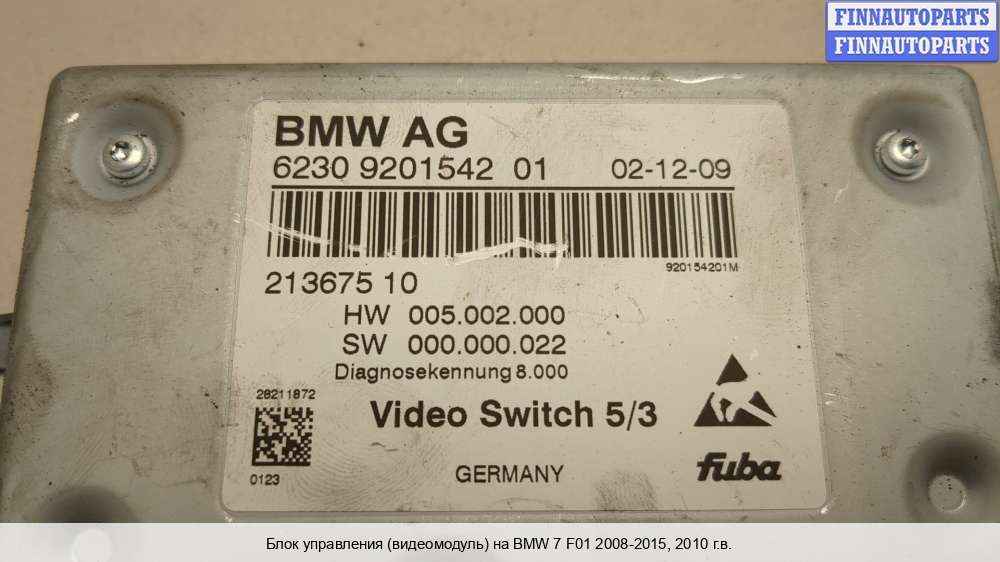 FINNAUTOPARTS
FINNAUTOPARTS
BMW AG
6230 9201542 01 02-12-09
920154201M
213675 10
HW 005.002.000
SW 000.000.022
Diagnosekennung 8.000
28211872
Video Switch 5/3
0123
GERMANY
fuba
Блок управления (видеомодуль) на BMW 7 F01 2008-2015, 2010 г.в.